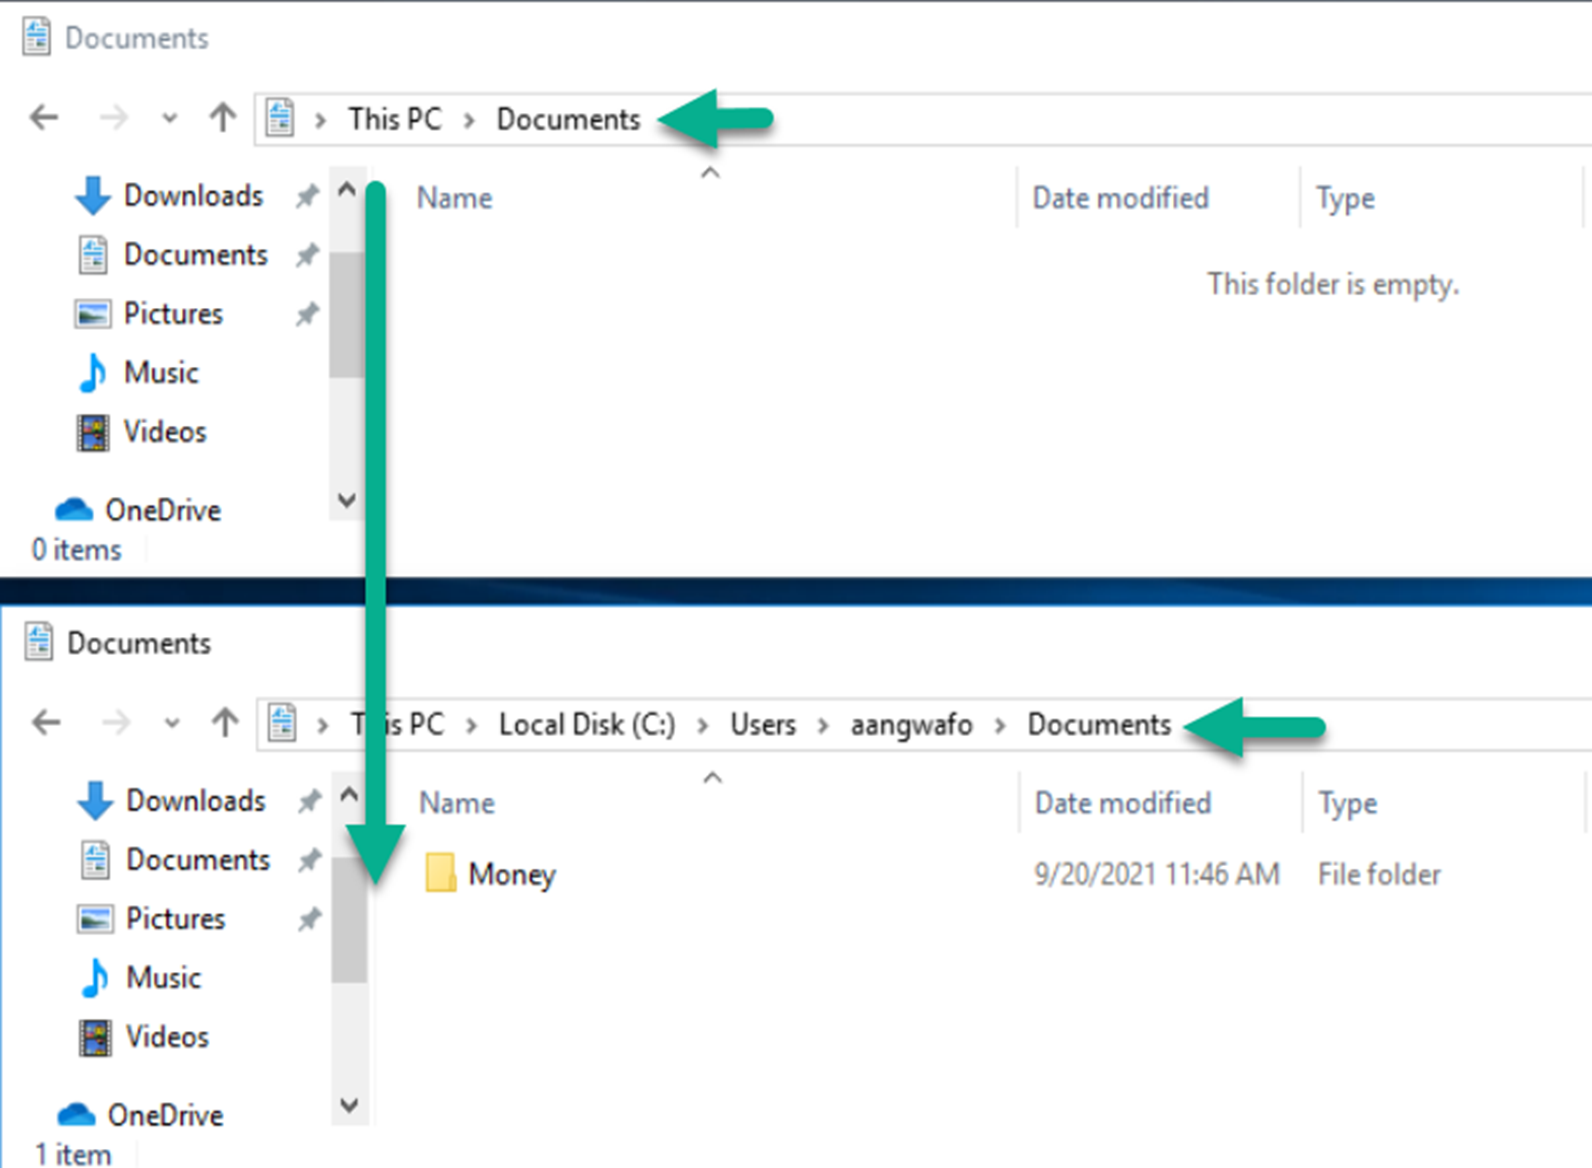 Documents
This PC > Documents
Downloads
Documents
Pictures
Music
Videos
OneDrive
0 items
Name Date modified Type
This folder is empty.
Documents
This PC > Local Disk (C:) > Users > aangwafo > Documents
Downloads
Documents
Pictures
Music
Videos
OneDrive
1 item
Name Date modified Type
Money 9/20/2021 11:46 AM File folder